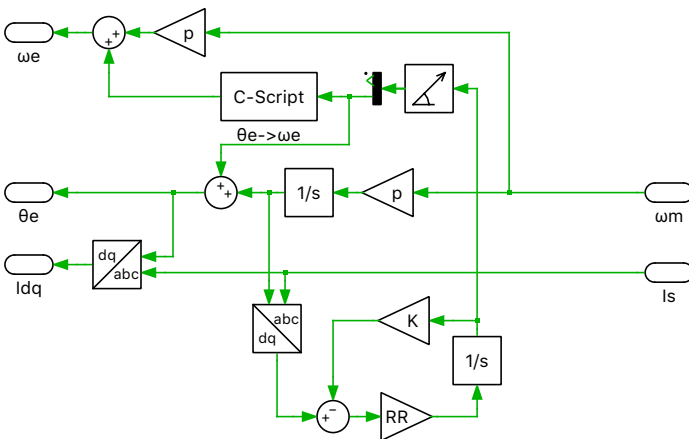 p
ωe
+
+
C-Script
θe->ωe
+
+
1/s
p
θe
ωm
dq
abc
Idq
Is
abc
dq
K
1/s
+
−
RR